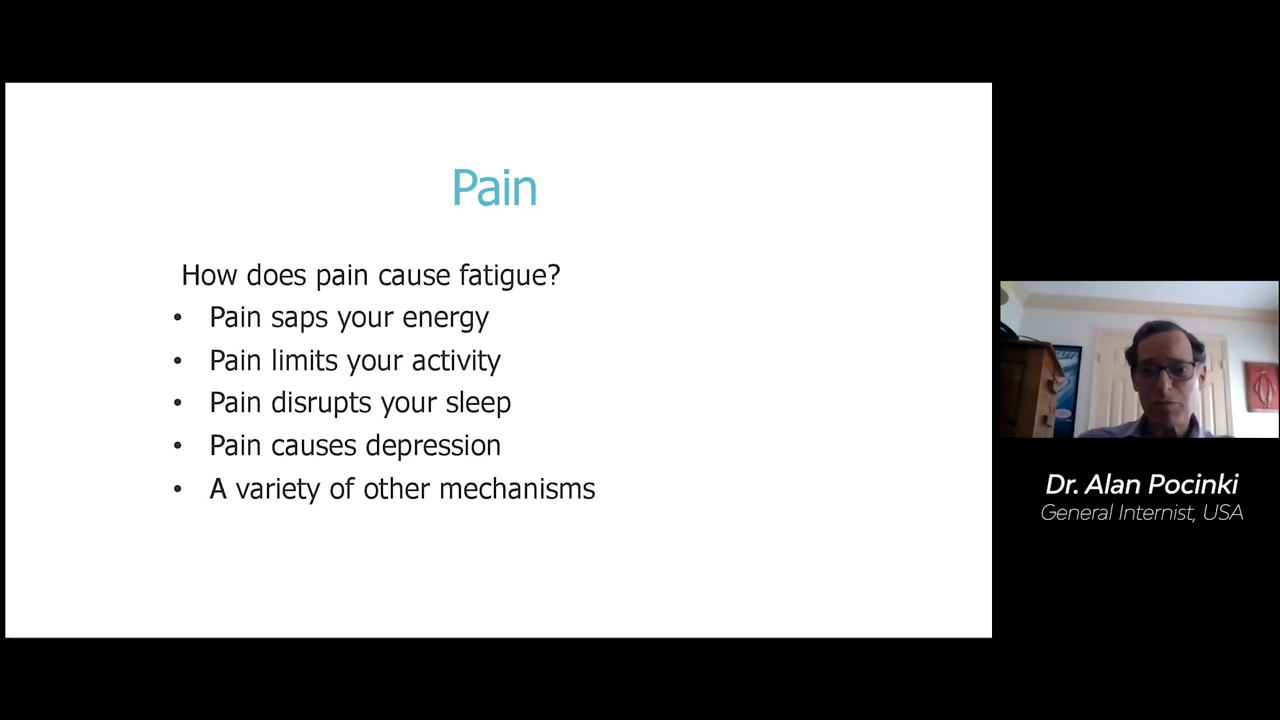 Pain
How does pain cause fatigue?
• Pain saps your energy
• Pain limits your activity
• Pain disrupts your sleep
• Pain causes depression
• A variety of other mechanisms
Dr. Alan Pocinki
General Internist, USA